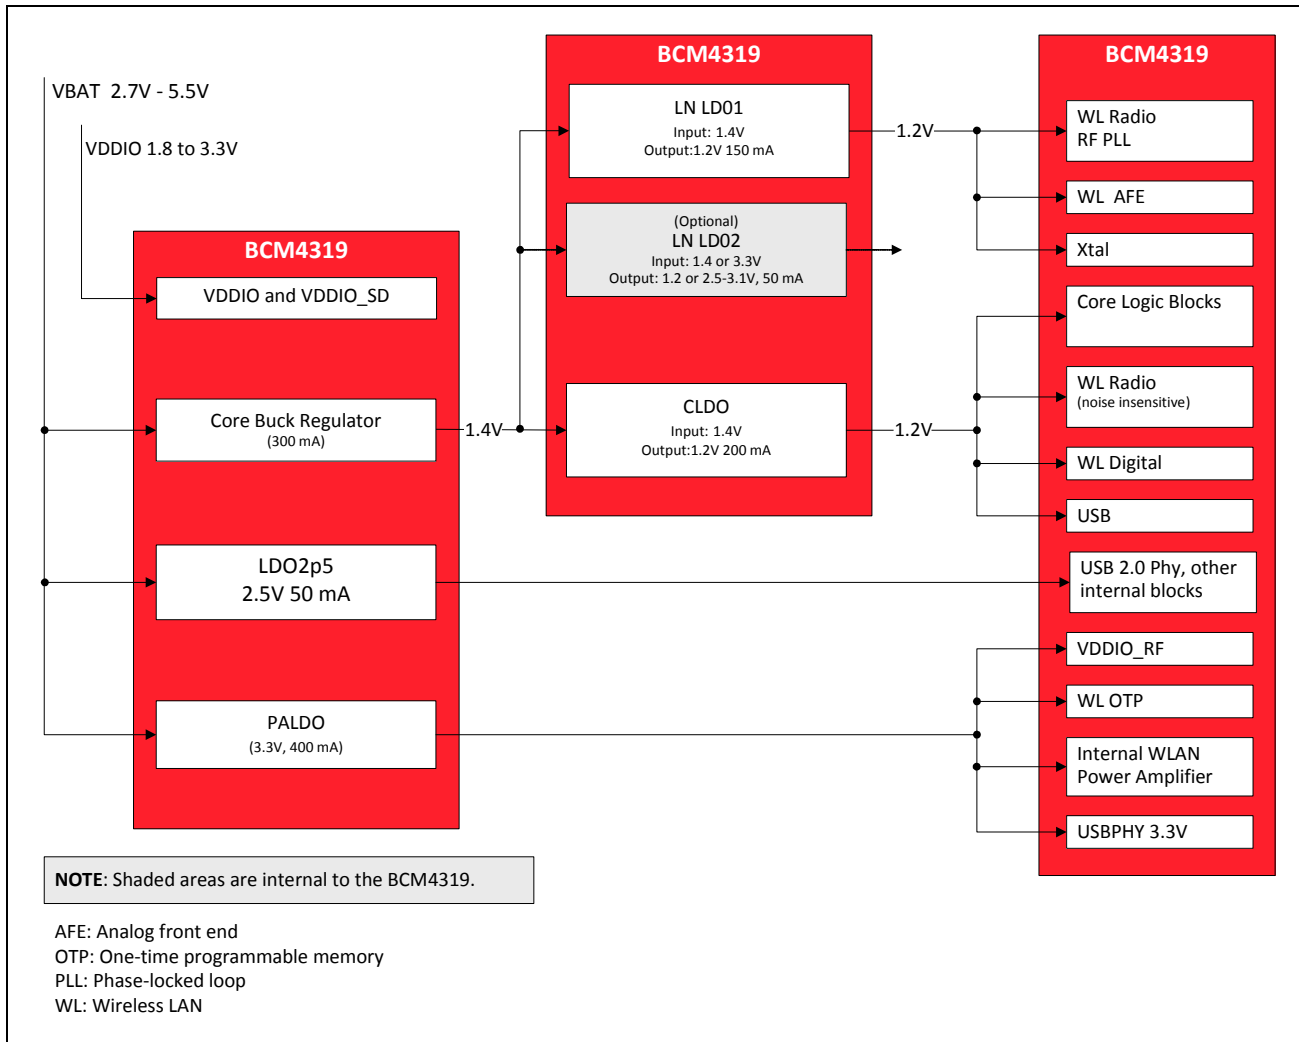 VBAT 2.7V - 5.5V
VDDIO 1.8 to 3.3V
BCM4319
VDDIO and VDDIO_SD
Core Buck Regulator
(300 mA)
1.4V
LDO2p5
2.5V 50 mA
PALDO
(3.3V, 400 mA)
BCM4319
LN LD01
Input: 1.4V
Output:1.2V 150 mA
1.2V
(Optional)
LN LD02
Input: 1.4 or 3.3V
Output: 1.2 or 2.5-3.1V, 50 mA
CLDO
Input: 1.4V
Output:1.2V 200 mA
1.2V
BCM4319
WL Radio
RF PLL
WL AFE
Xtal
Core Logic Blocks
WL Radio
(noise insensitive)
WL Digital
USB
USB 2.0 Phy, other
internal blocks
VDDIO_RF
WL OTP
Internal WLAN
Power Amplifier
USBPHY 3.3V
NOTE: Shaded areas are internal to the BCM4319.
AFE: Analog front end
OTP: One-time programmable memory
PLL: Phase-locked loop
WL: Wireless LAN